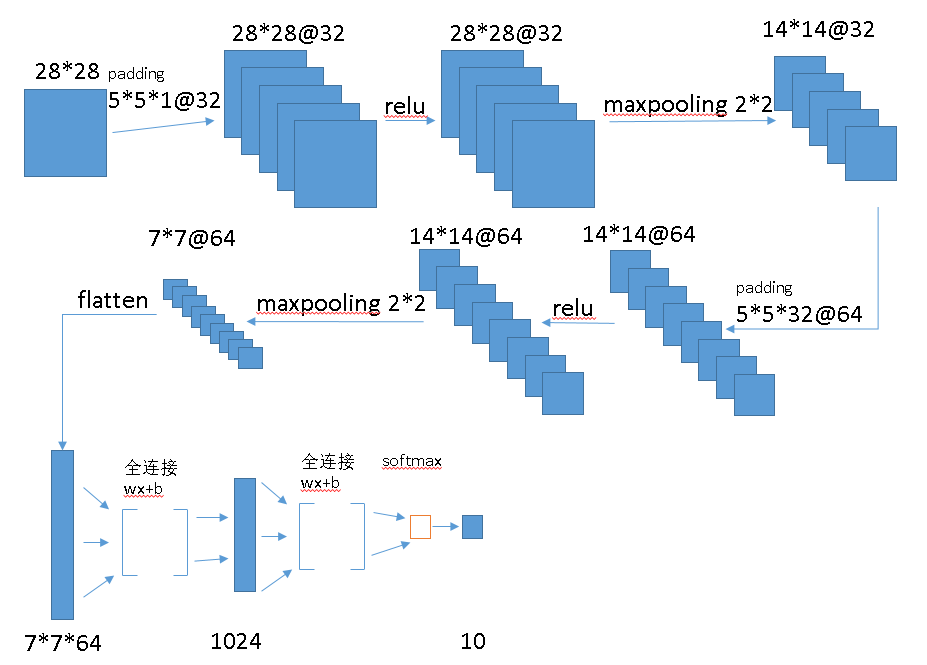 28*28
padding
5*5*1@32
28*28@32
relu
28*28@32
maxpooling 2*2
14*14@32
padding
5*5*32@64
14*14@64
relu
14*14@64
maxpooling 2*2
7*7@64
flatten
7*7*64
全连接
wx+b
1024
全连接
wx+b
softmax
10